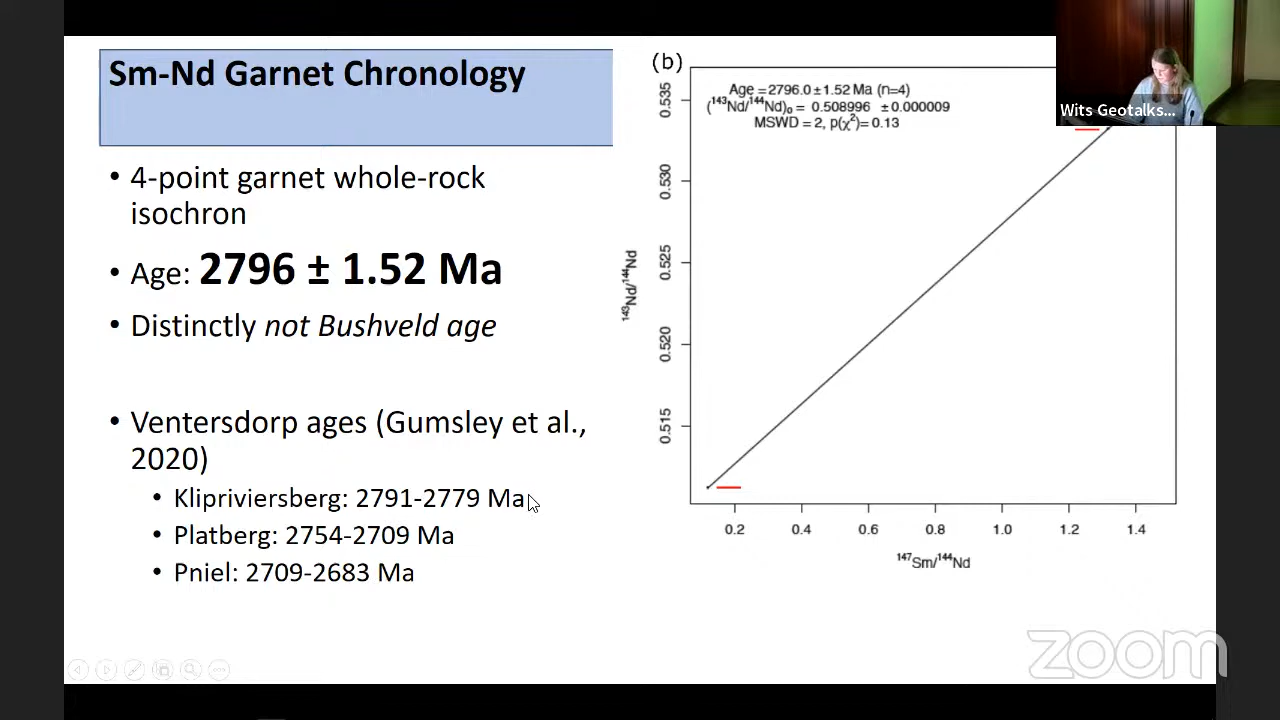 Sm-Nd Garnet Chronology
• 4-point garnet whole-rock
isochron
• Age: 2796 ± 1.52 Ma
• Distinctly not Bushveld age
• Ventersdorp ages (Gumsley et al.,
2020)
• Klipriviersberg: 2791-2779 Ma
• Platberg: 2754-2709 Ma
• Pniel: 2709-2683 Ma
(b)
Age = 2796.0 ± 1.52 Ma (n=4)
(¹⁴³Nd/¹⁴⁴Nd)₀ = 0.508996 ± 0.000009
MSWD = 2, p(χ²)= 0.13
¹⁴³Nd/¹⁴⁴Nd
0.535
0.530
0.525
0.520
0.515
0.2 0.4 0.6 0.8 1.0 1.2 1.4
¹⁴⁷Sm/¹⁴⁴Nd
Wits Geotalks...
zoom